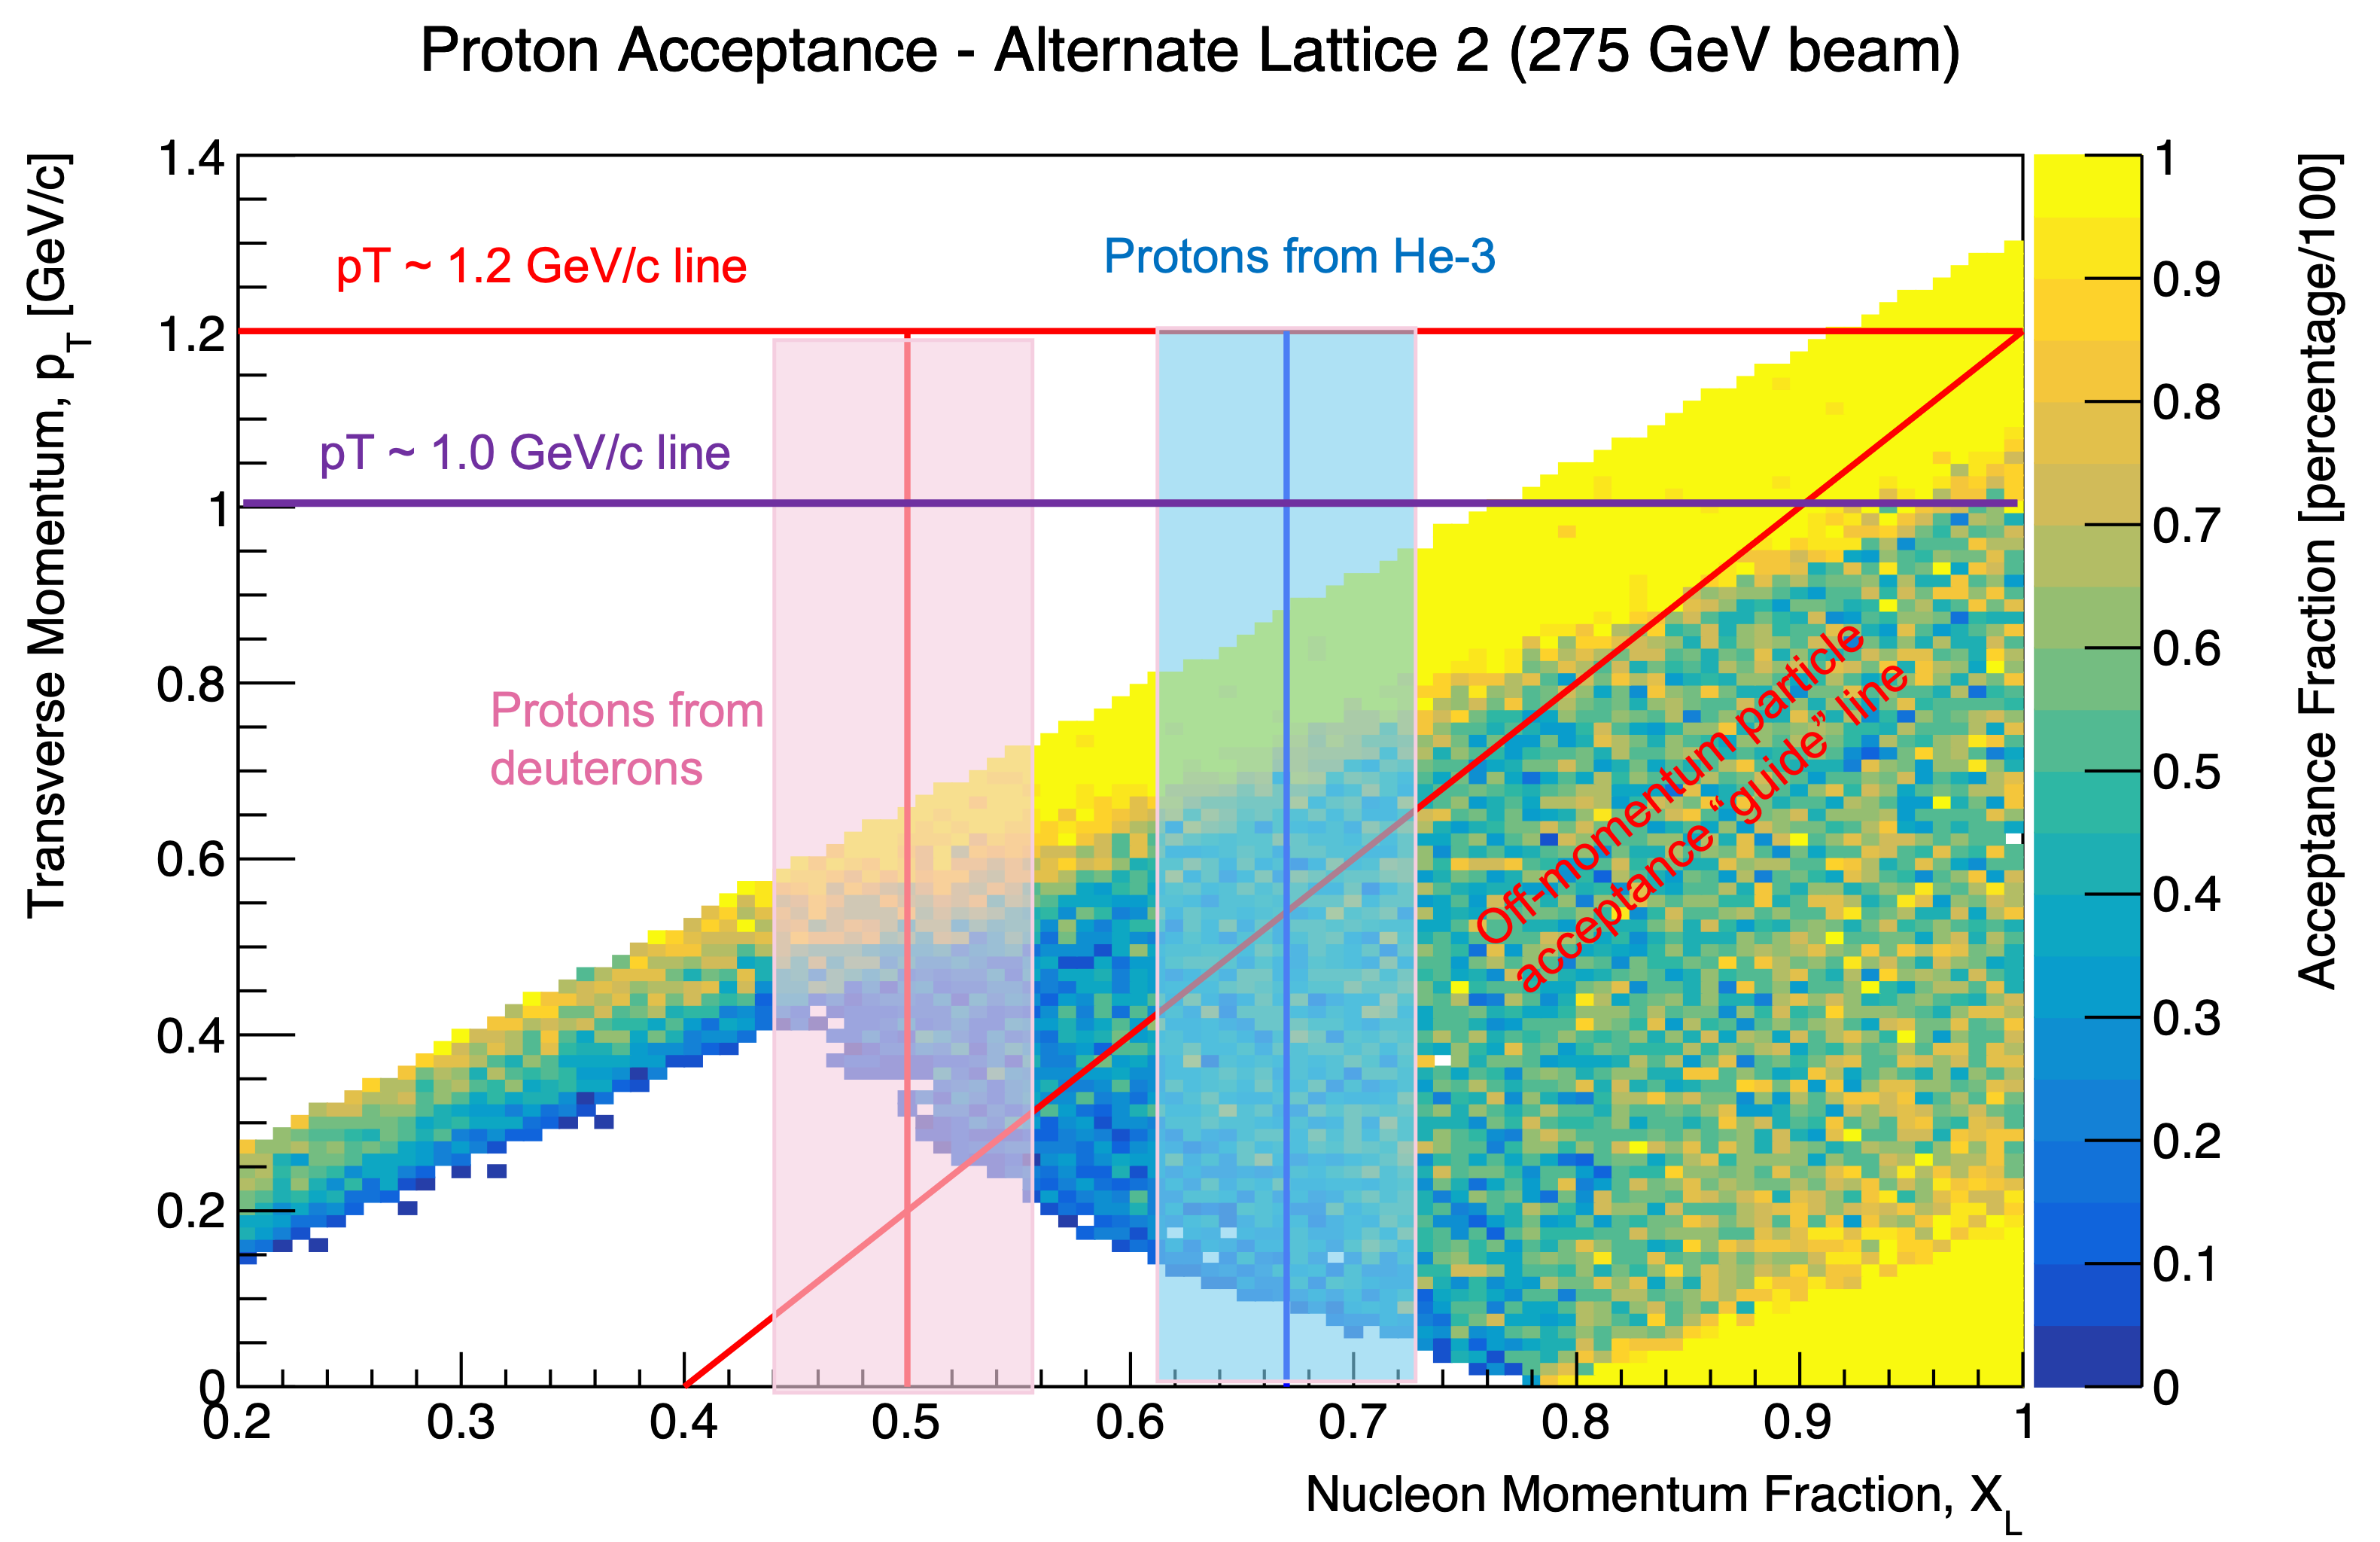 Proton Acceptance - Alternate Lattice 2 (275 GeV beam)
Transverse Momentum, p_T [GeV/c]
1.4
1.2
1
0.8
0.6
0.4
0.2
0
pT ~ 1.2 GeV/c line
Protons from He-3
pT ~ 1.0 GeV/c line
Protons from
deuterons
Off-momentum particle
acceptance “guide” line
0.2 0.3 0.4 0.5 0.6 0.7 0.8 0.9 1
Nucleon Momentum Fraction, X_L
1
0.9
0.8
0.7
0.6
0.5
0.4
0.3
0.2
0.1
0
Acceptance Fraction [percentage/100]